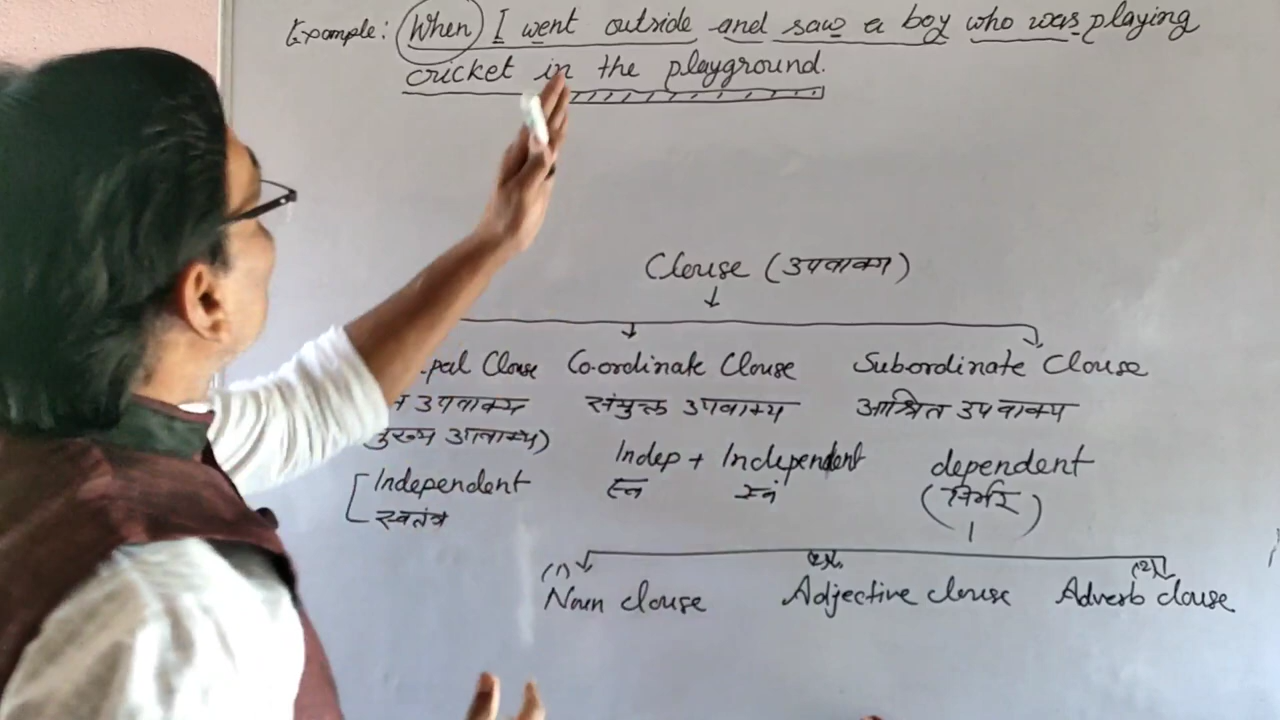 Example: When I went outside and saw a boy who was playing
cricket in the playground.
Clause (उपवाक्य)
pal Clause Co-ordinate Clause Subordinate Clause
न उपवाक्य संयुक्त उपवाक्य आश्रित उपवाक्य
Indep + Independent dependent
Independent (निर्भर)
स्वतंत्र
(1) (2)
Noun clause Adjective clause Adverb clause